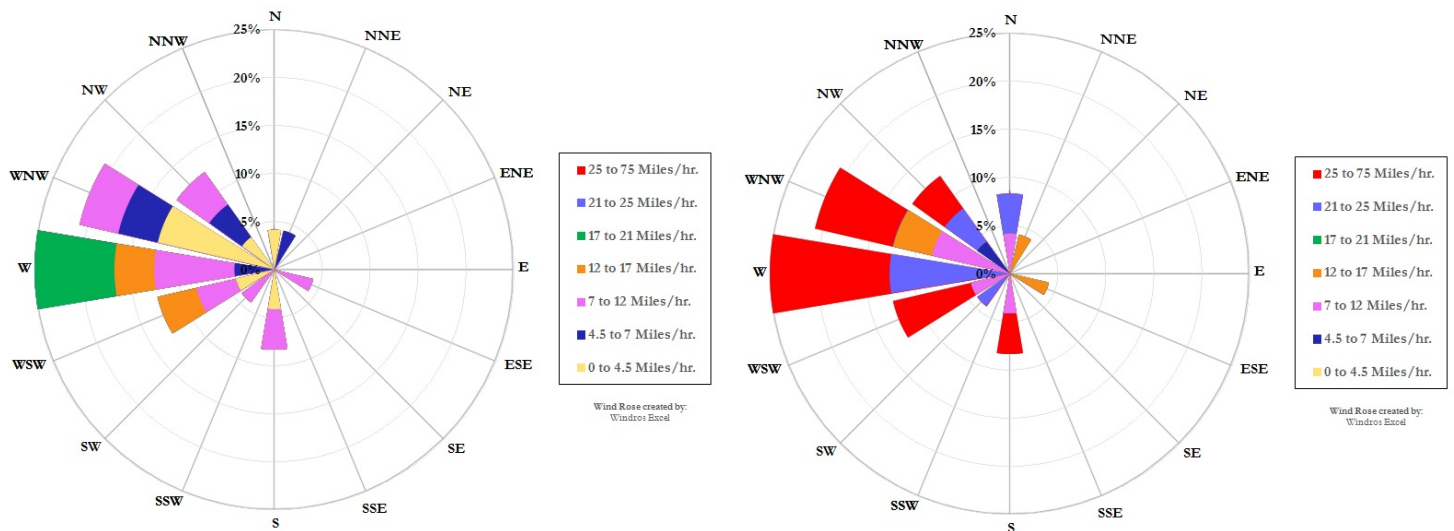 N
NNE
NE
ENE
E
ESE
SE
SSE
S
SSW
SW
WSW
W
WNW
NW
NNW
25%
20%
15%
10%
5%
0%
25 to 75 Miles/hr.
21 to 25 Miles/hr.
17 to 21 Miles/hr.
12 to 17 Miles/hr.
7 to 12 Miles/hr.
4.5 to 7 Miles/hr.
0 to 4.5 Miles/hr.
Wind Rose created by:
Windros Excel
N
NNE
NE
ENE
E
ESE
SE
SSE
S
SSW
SW
WSW
W
WNW
NW
NNW
25%
20%
15%
10%
5%
0%
25 to 75 Miles/hr.
21 to 25 Miles/hr.
17 to 21 Miles/hr.
12 to 17 Miles/hr.
7 to 12 Miles/hr.
4.5 to 7 Miles/hr.
0 to 4.5 Miles/hr.
Wind Rose created by:
Windros Excel